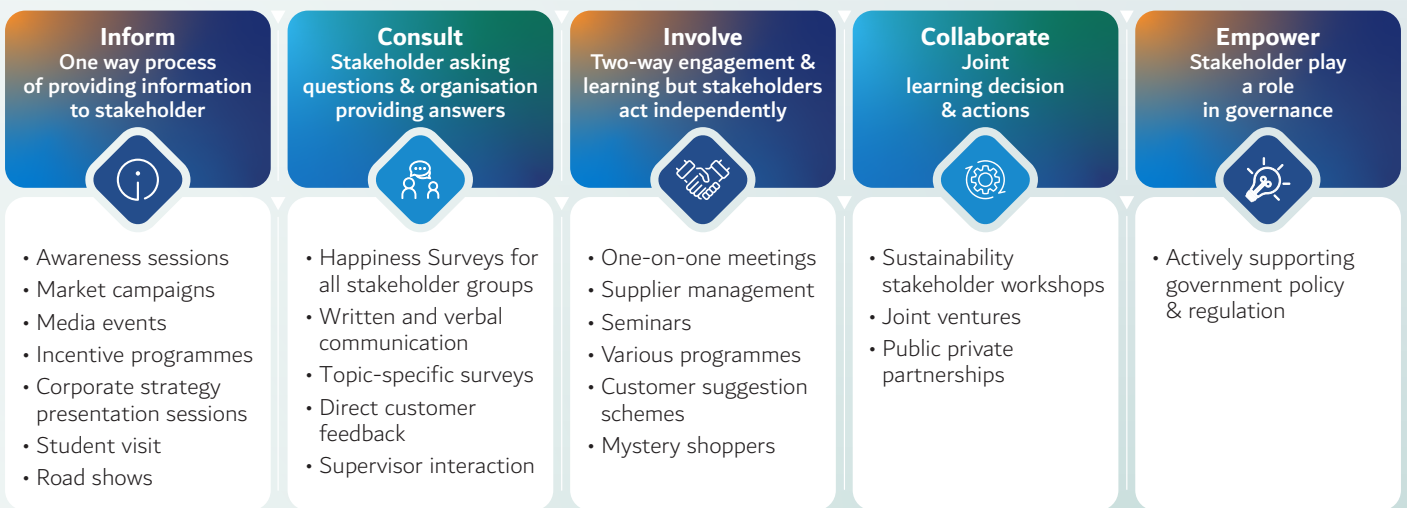 Inform
One way process
of providing information
to stakeholder
• Awareness sessions
• Market campaigns
• Media events
• Incentive programmes
• Corporate strategy
presentation sessions
• Student visit
• Road shows
Consult
Stakeholder asking
questions & organisation
providing answers
• Happiness Surveys for
all stakeholder groups
• Written and verbal
communication
• Topic-specific surveys
• Direct customer
feedback
• Supervisor interaction
Involve
Two-way engagement &
learning but stakeholders
act independently
• One-on-one meetings
• Supplier management
• Seminars
• Various programmes
• Customer suggestion
schemes
• Mystery shoppers
Collaborate
Joint
learning decision
& actions
• Sustainability
stakeholder workshops
• Joint ventures
• Public private
partnerships
Empower
Stakeholder play
a role
in governance
• Actively supporting
government policy
& regulation